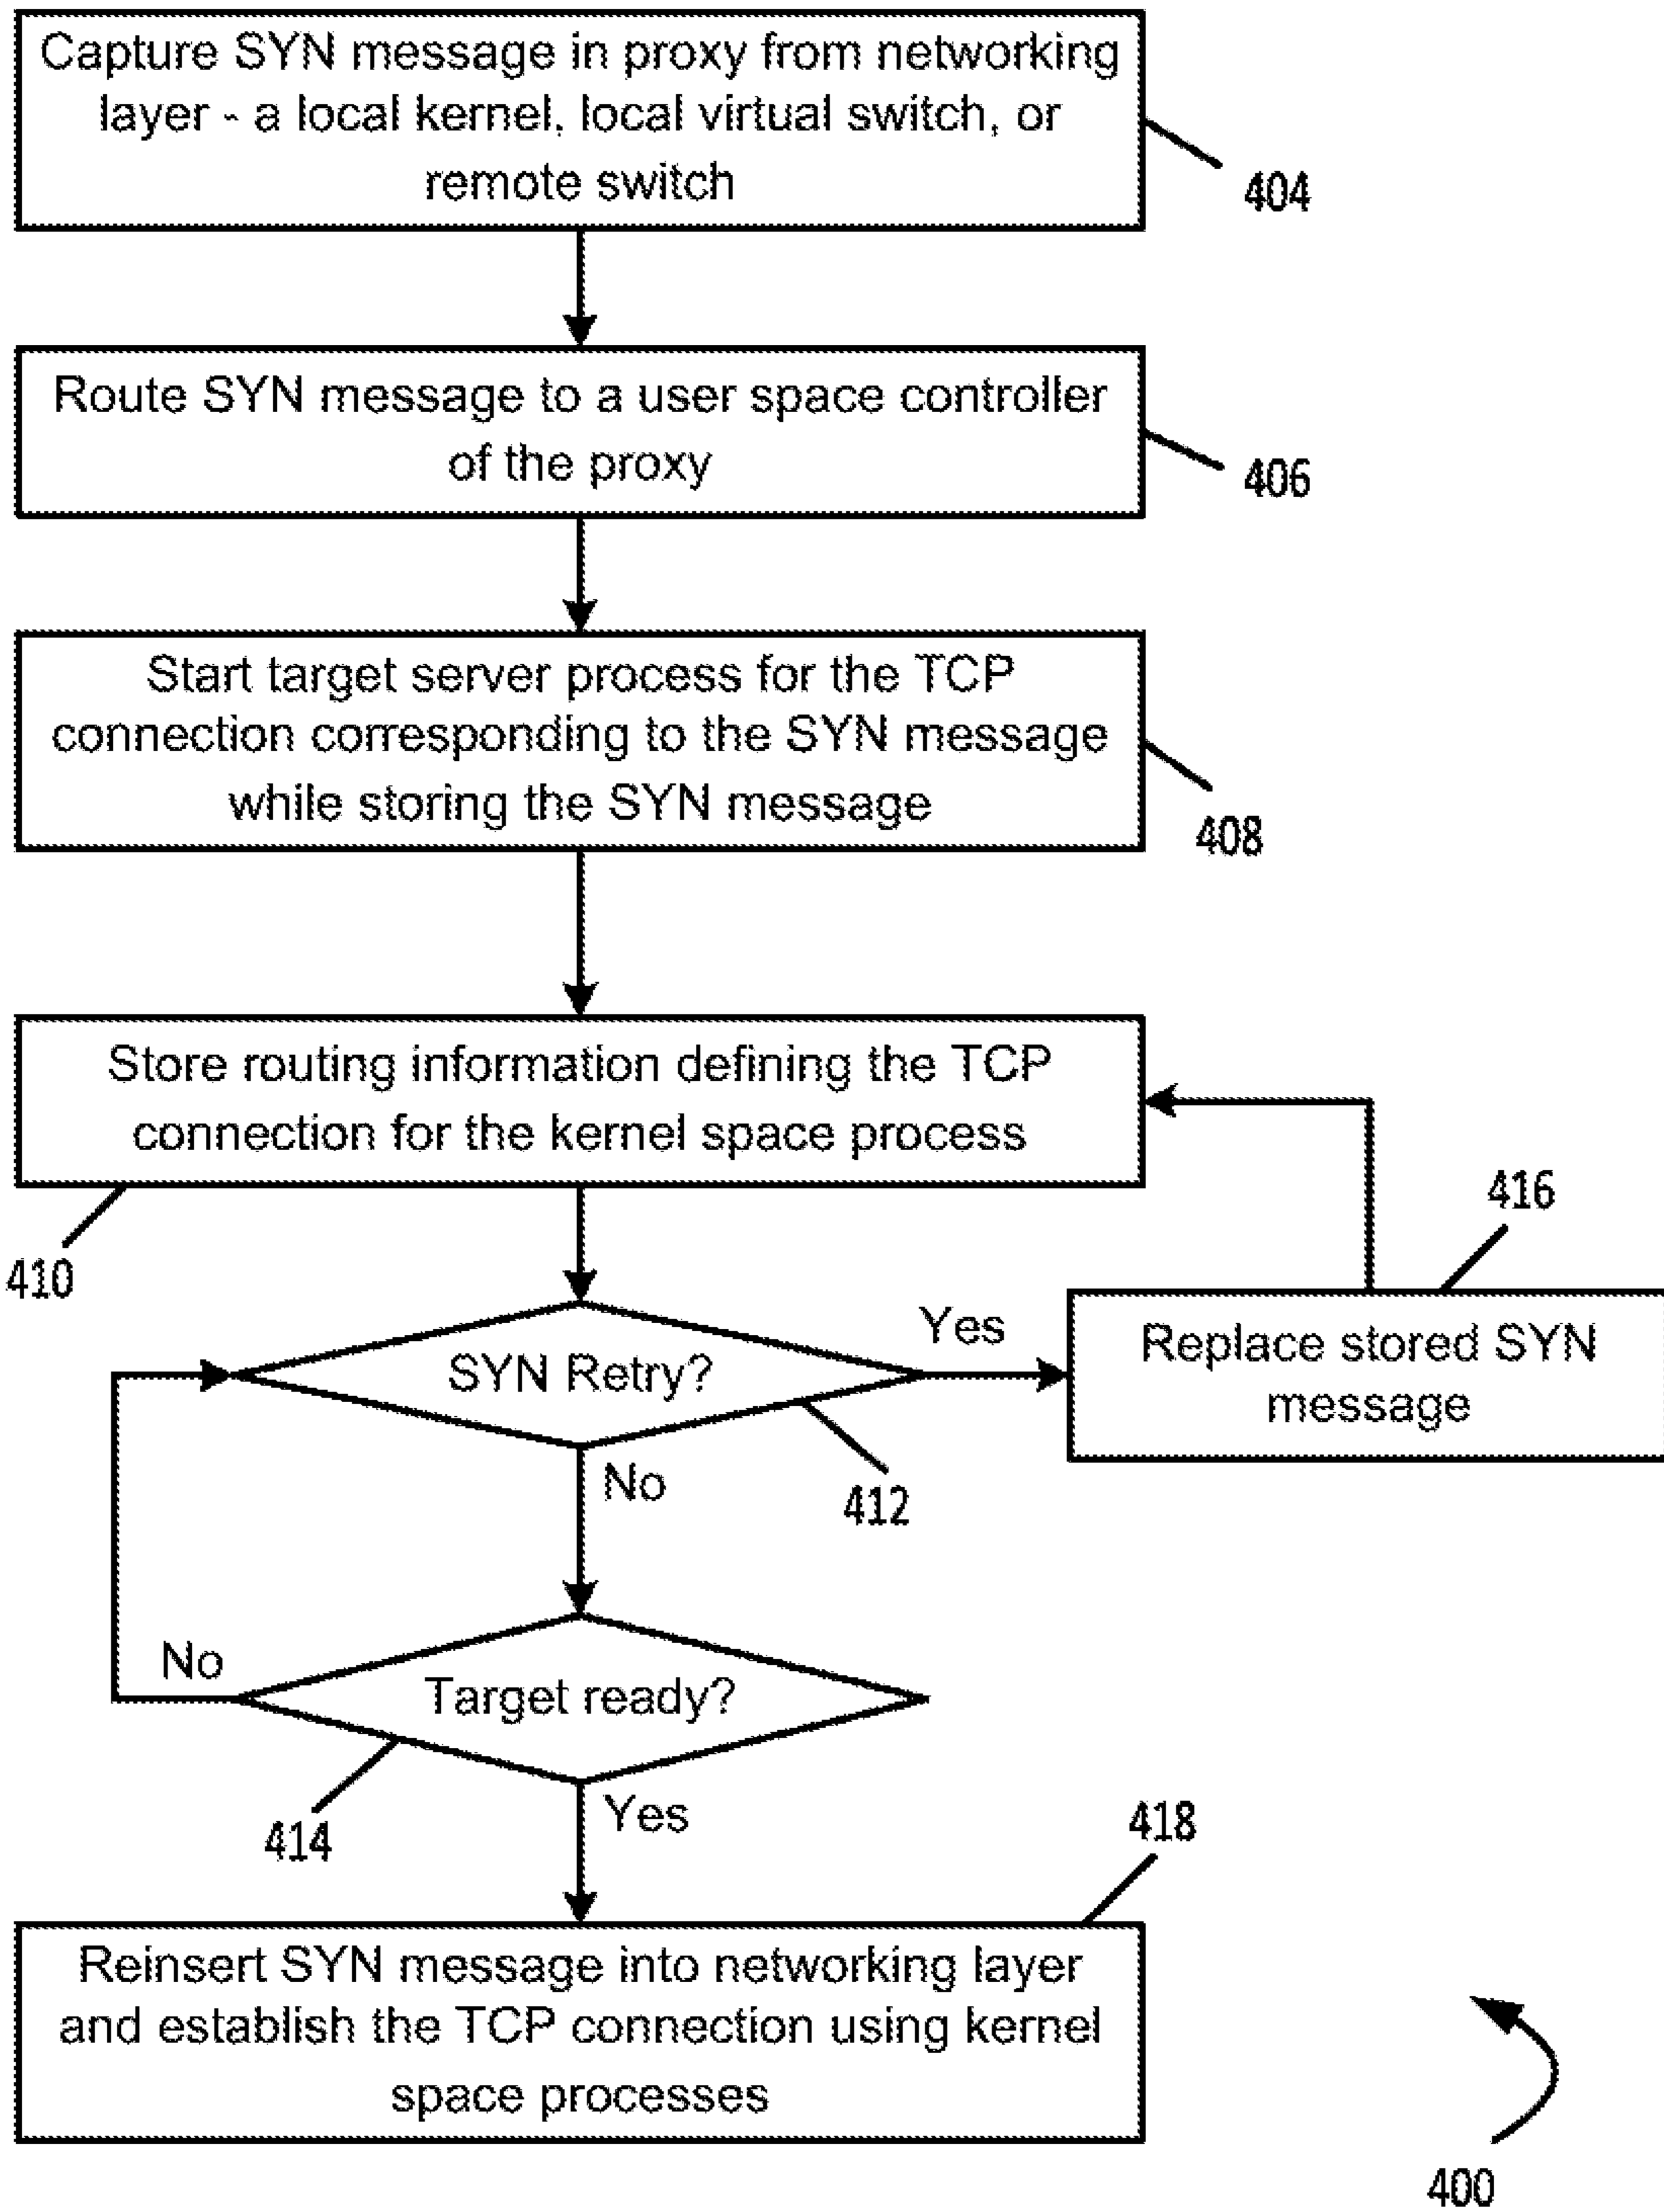 Capture SYN message in proxy from networking
layer - a local kernel, local virtual switch, or
remote switch
404
Route SYN message to a user space controller
of the proxy
406
Start target server process for the TCP
connection corresponding to the SYN message
while storing the SYN message
408
Store routing information defining the TCP
connection for the kernel space process
410
416
SYN Retry?
Yes
Replace stored SYN
message
No
412
Target ready?
No
414
Yes
418
Reinsert SYN message into networking layer
and establish the TCP connection using kernel
space processes
400